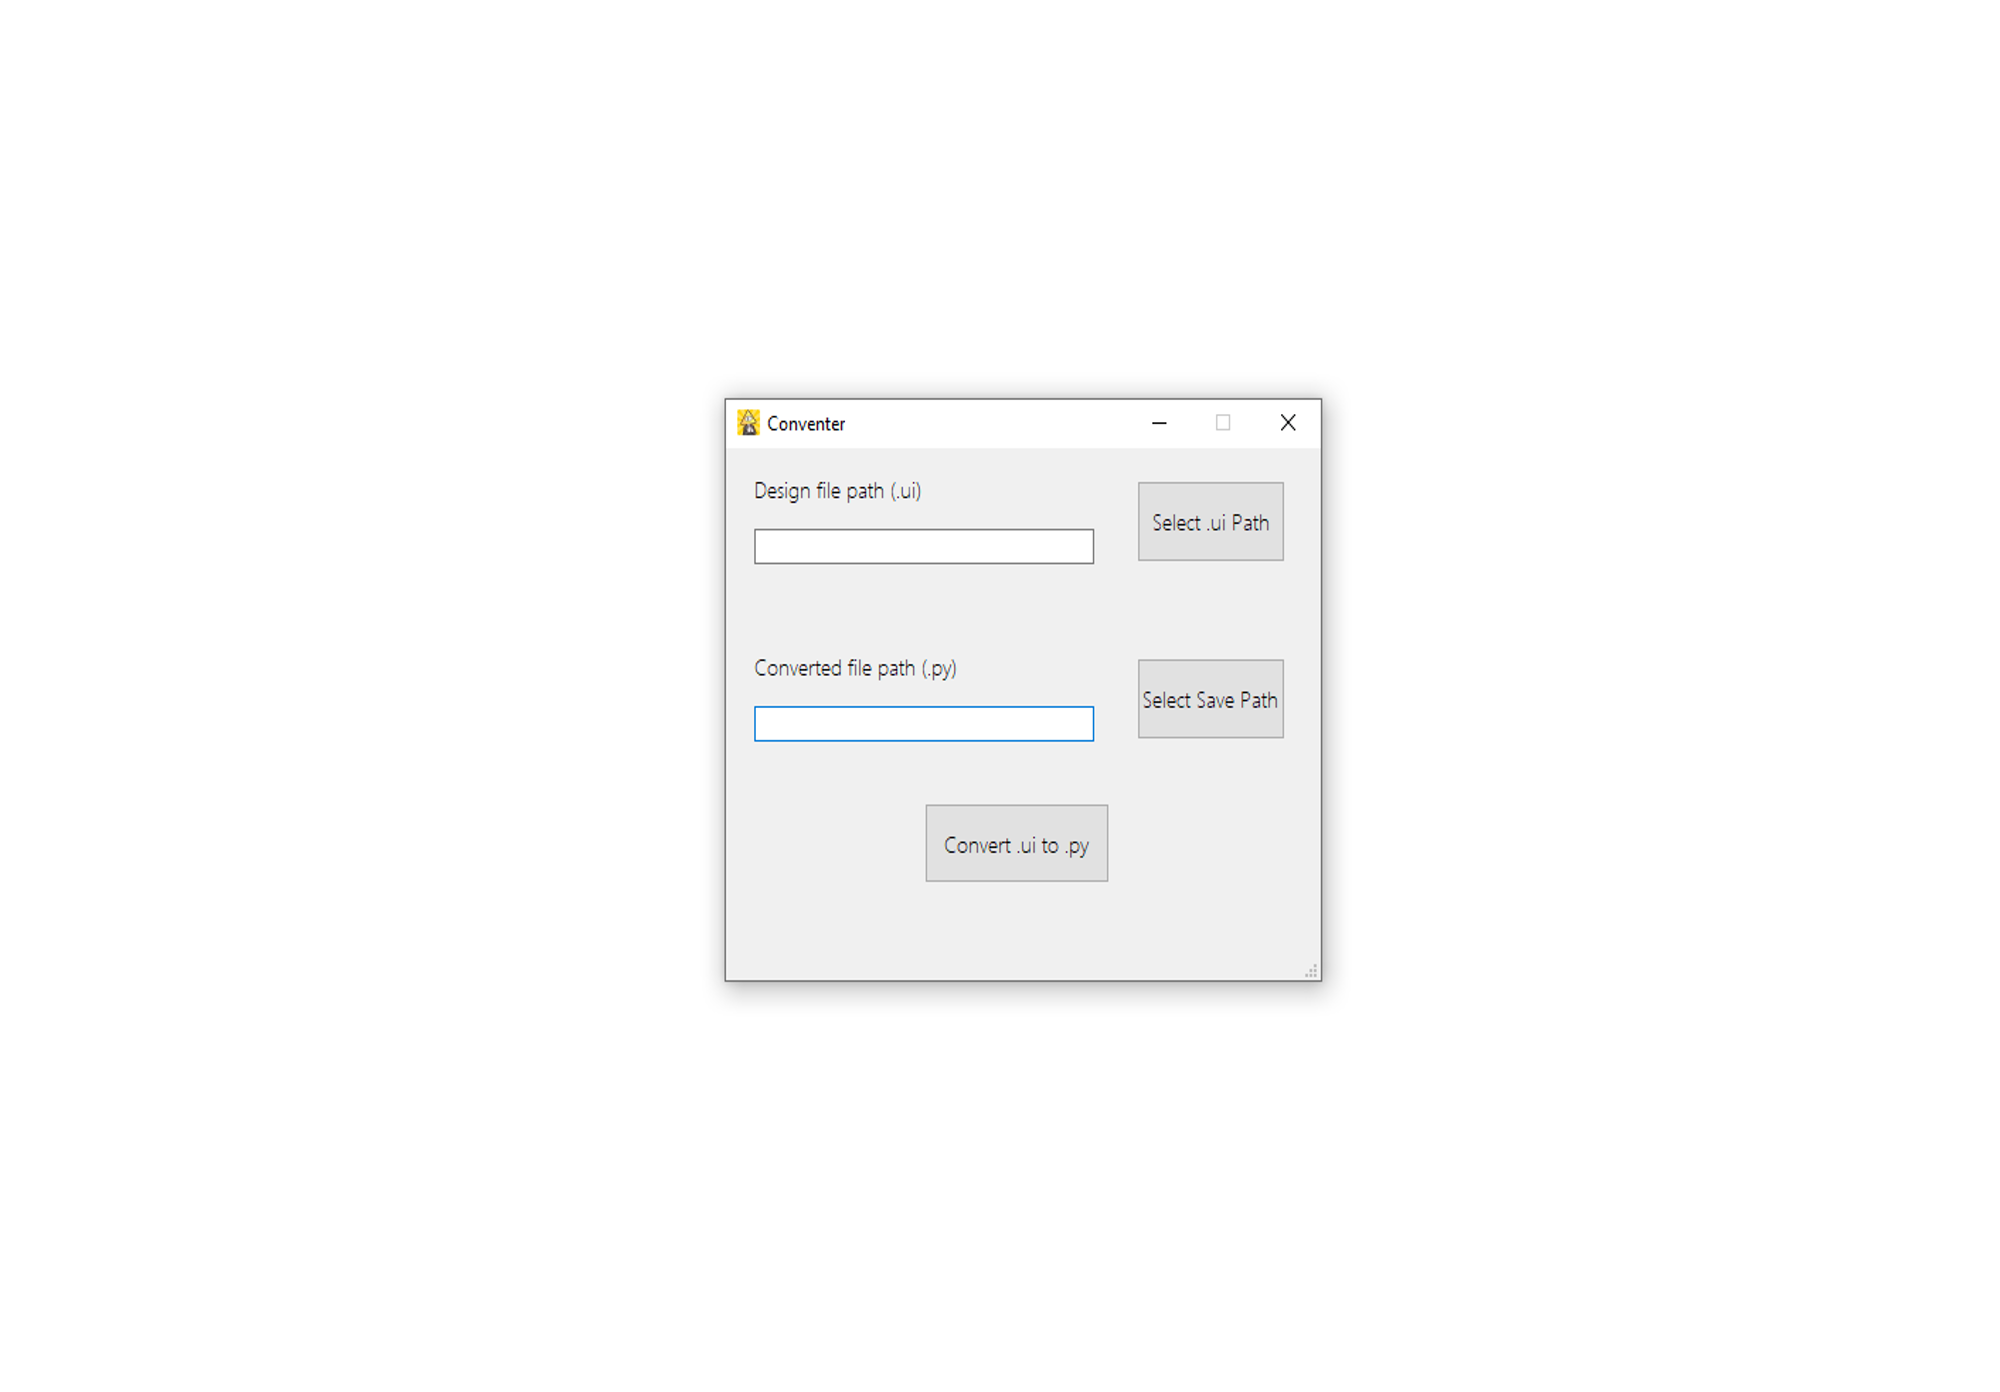 Conventer
Design file path (.ui)
Select .ui Path
Converted file path (.py)
Select Save Path
Convert .ui to .py